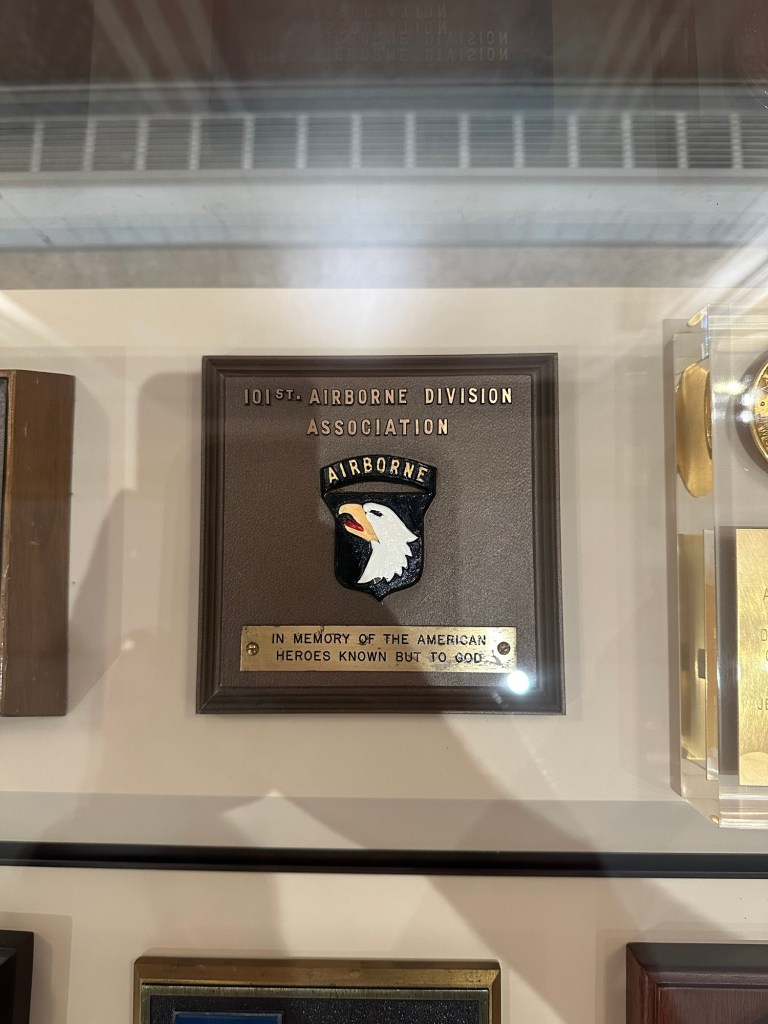 101ST. AIRBORNE DIVISION
ASSOCIATION
AIRBORNE
IN MEMORY OF THE AMERICAN
HEROES KNOWN BUT TO GOD